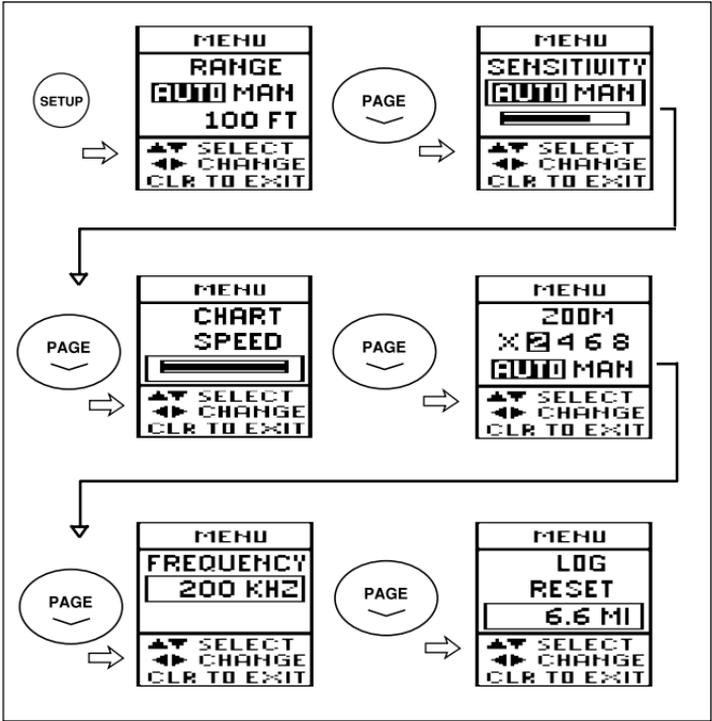 SETUP
MENU
RANGE
AUTO MAN
100 FT
▲▼ SELECT
◀▶ CHANGE
CLR TO EXIT
PAGE
MENU
SENSITIVITY
AUTO MAN
▲▼ SELECT
◀▶ CHANGE
CLR TO EXIT
PAGE
MENU
CHART
SPEED
▲▼ SELECT
◀▶ CHANGE
CLR TO EXIT
PAGE
MENU
ZOOM
X 2 4 6 8
AUTO MAN
▲▼ SELECT
◀▶ CHANGE
CLR TO EXIT
PAGE
MENU
FREQUENCY
200 KHZ
▲▼ SELECT
◀▶ CHANGE
CLR TO EXIT
PAGE
MENU
LOG
RESET
6.6 MI
▲▼ SELECT
◀▶ CHANGE
CLR TO EXIT